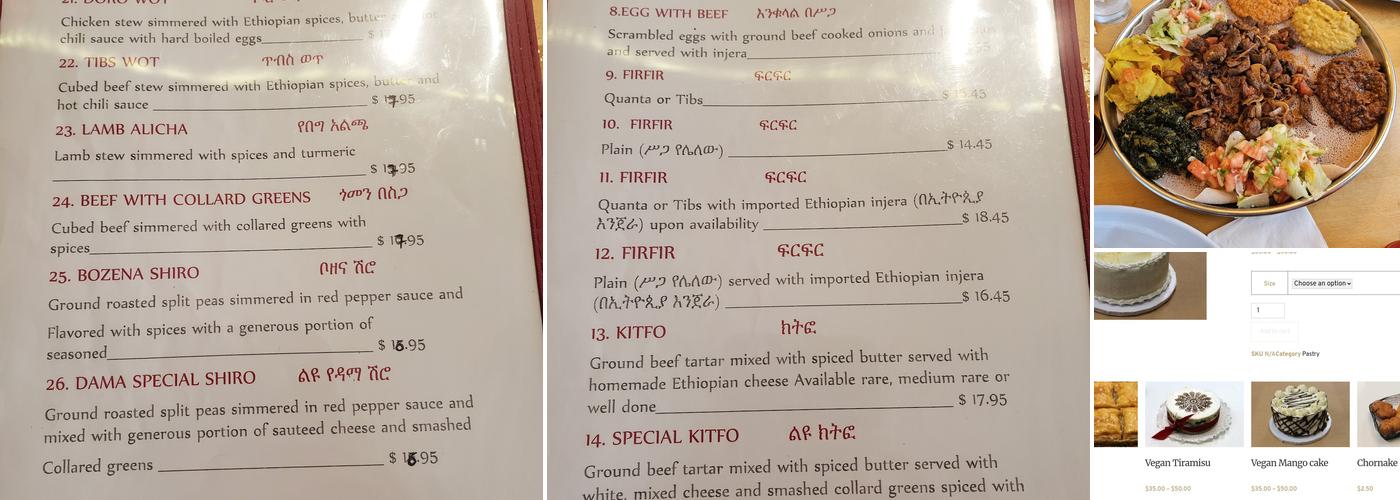 21. DORO WOT
Chicken stew simmered with Ethiopian spices, butter
chili sauce with hard boiled eggs
22. TIBS WOT ጥብስ ወጥ
Cubed beef stew simmered with Ethiopian spices, butter and
hot chili sauce $ 17.95
23. LAMB ALICHA የበግ አልጫ
Lamb stew simmered with spices and turmeric
$ 17.95
24. BEEF WITH COLLARD GREENS ጎመን በስጋ
Cubed beef simmered with collared greens with
spices $ 17.95
25. BOZENA SHIRO ቦዘና ሽሮ
Ground roasted split peas simmered in red pepper sauce and
Flavored with spices with a generous portion of
seasoned $ 16.95
26. DAMA SPECIAL SHIRO ልዩ የዳማ ሽሮ
Ground roasted split peas simmered in red pepper sauce and
mixed with generous portion of sauteed cheese and smashed
Collared greens $ 16.95
8.EGG WITH BEEF እንቁላል በሥጋ
Scrambled eggs with ground beef cooked onions and
and served with injera
9. FIRFIR ፍርፍር
Quanta or Tibs $ 15.45
10. FIRFIR ፍርፍር
Plain (ሥጋ የሌለው) $ 14.45
11. FIRFIR ፍርፍር
Quanta or Tibs with imported Ethiopian injera (በኢትዮጲያ
እንጀራ) upon availability $ 18.45
12. FIRFIR ፍርፍር
Plain (ሥጋ የሌለው) served with imported Ethiopian injera
(በኢትዮጲያ እንጀራ) $ 16.45
13. KITFO ክትፎ
Ground beef tartar mixed with spiced butter served with
homemade Ethiopian cheese Available rare, medium rare or
well done $ 17.95
14. SPECIAL KITFO ልዩ ክትፎ
Ground beef tartar mixed with spiced butter served with
white, mixed cheese and smashed collard greens spiced with
Size Choose an option
1
Add to cart
SKU N/A Category Pastry
Vegan Tiramisu Vegan Mango cake Chornake
$35.00 – $50.00 $35.00 – $50.00 $2.50